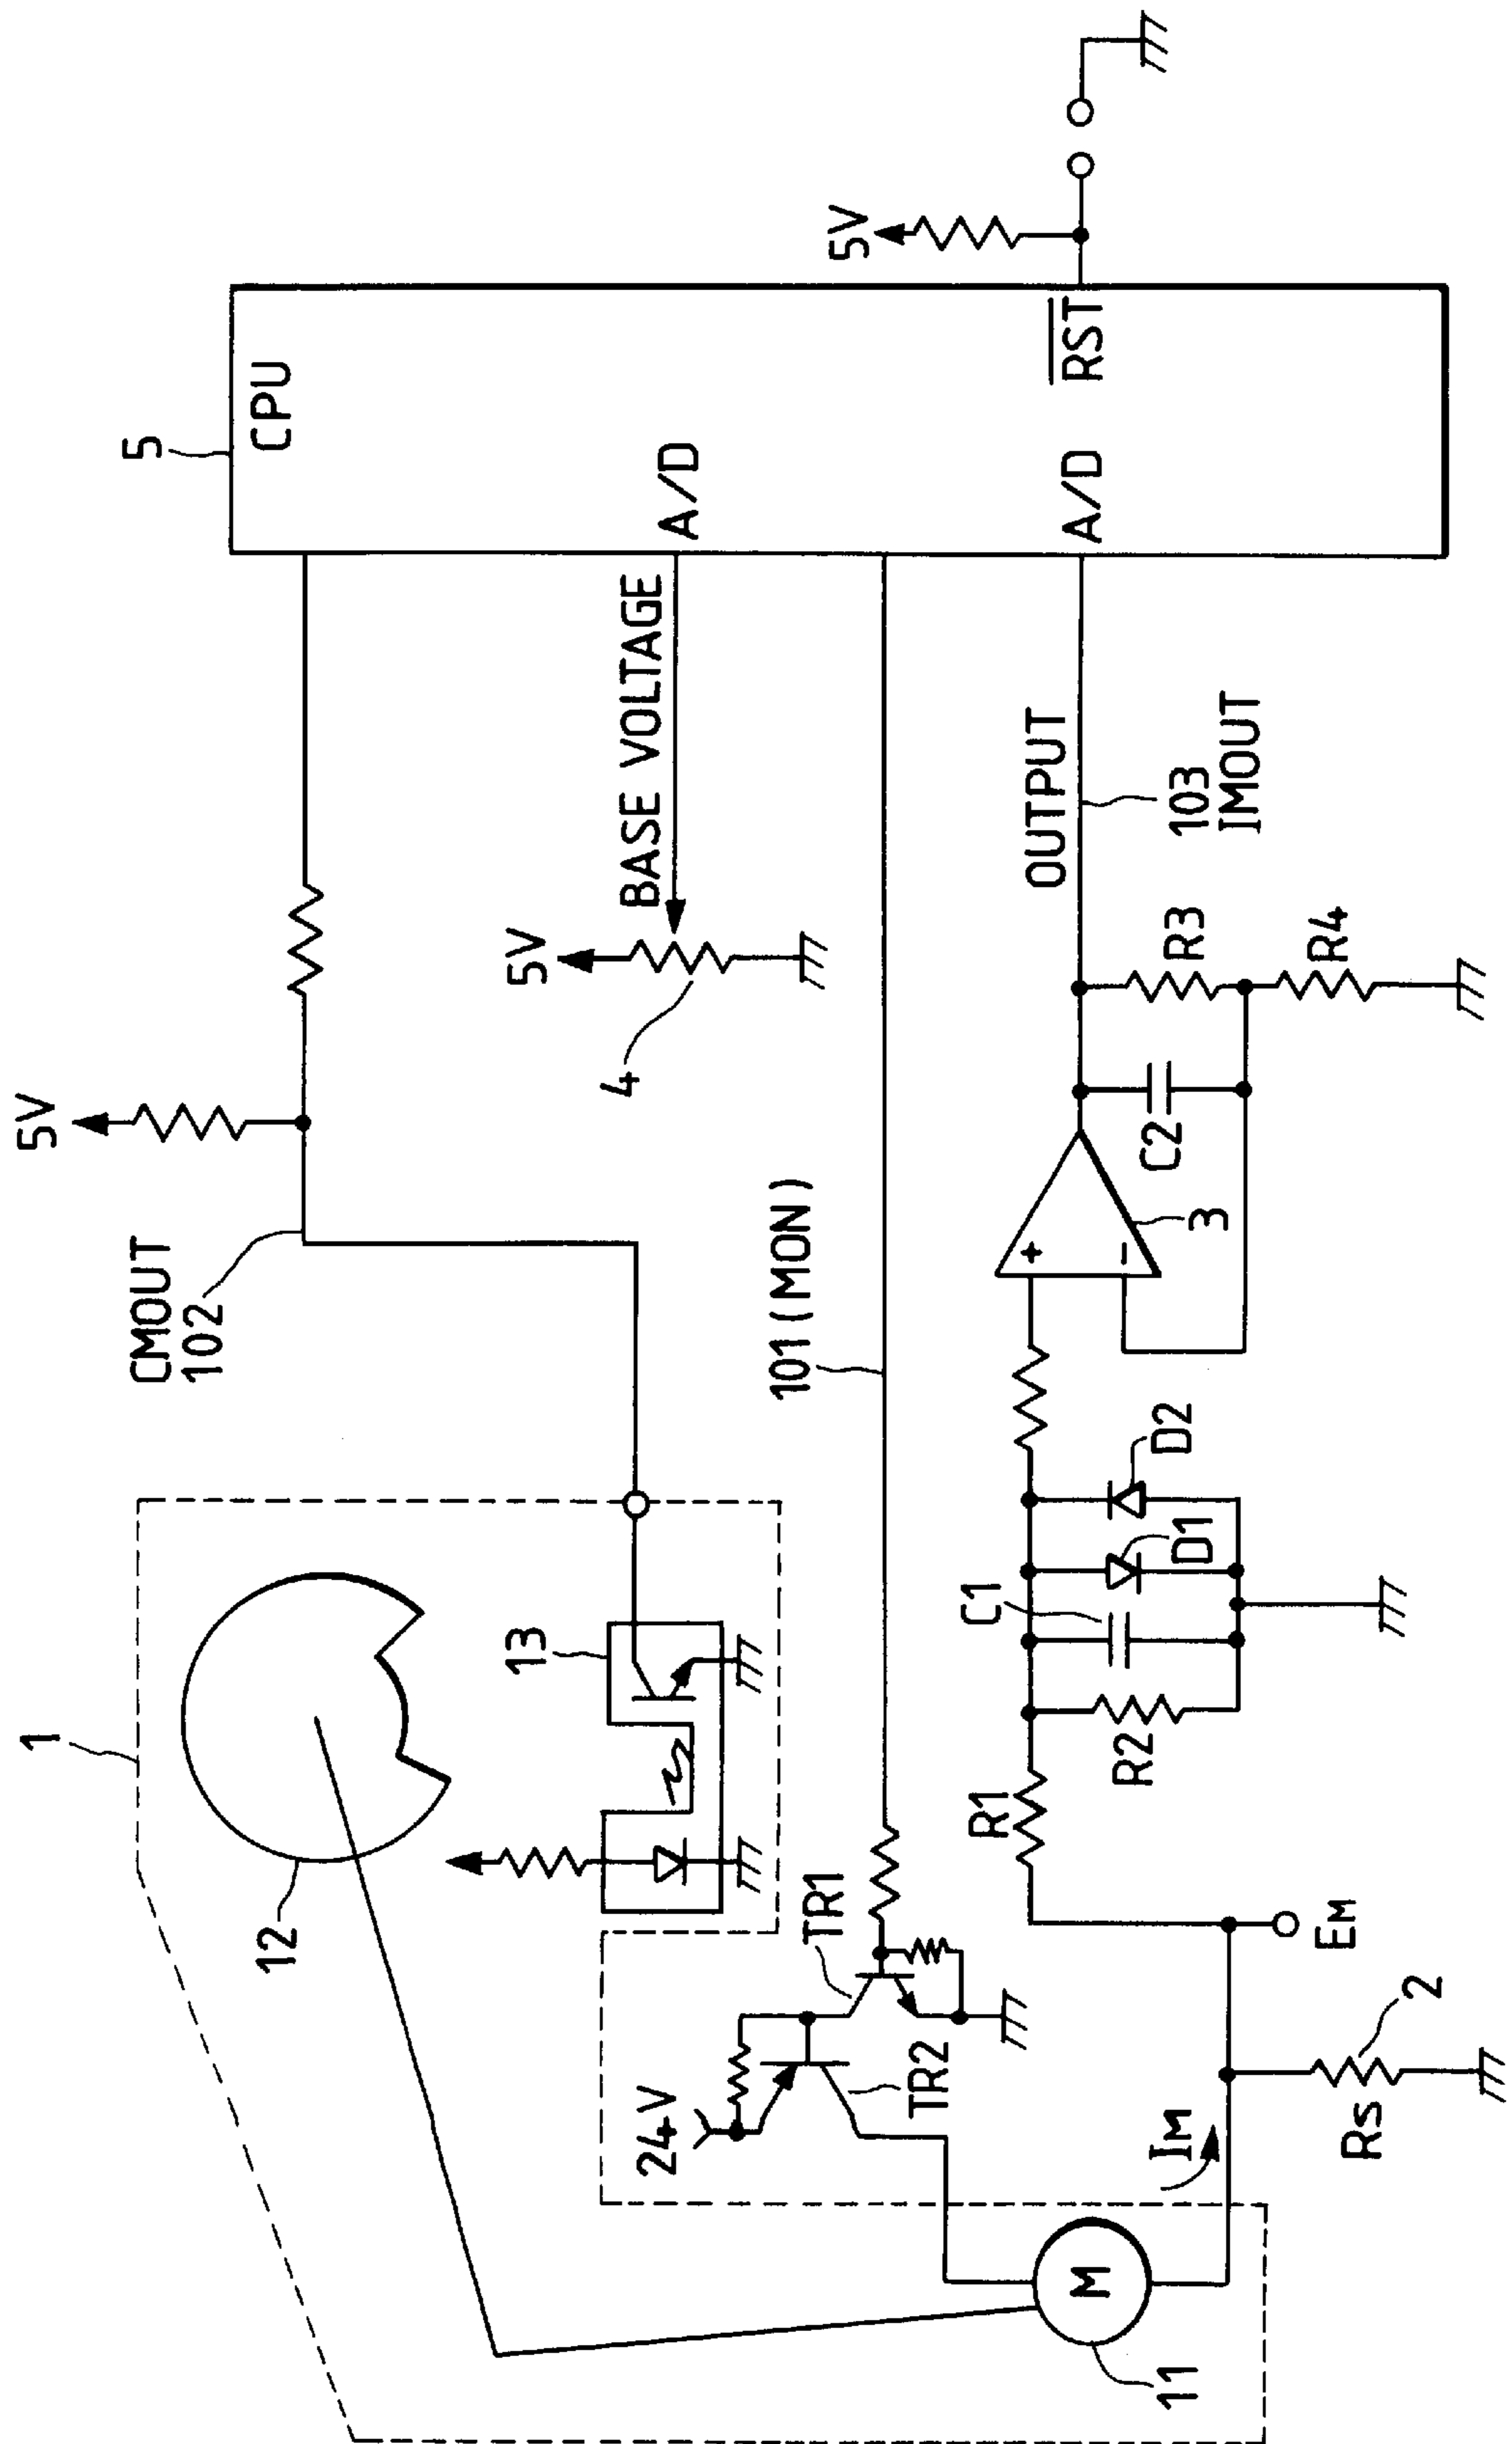 5
CPU
A/D
A/D
RST
5V
5V
CMOUT
102
5V
BASE VOLTAGE
4
101(MON)
OUTPUT
103
IMOUT
R3
R4
C2
3
+
-
1
12
13
24V
TR1
TR2
C1
D1
D2
R1
R2
EM
IM
Rs
2
M
11